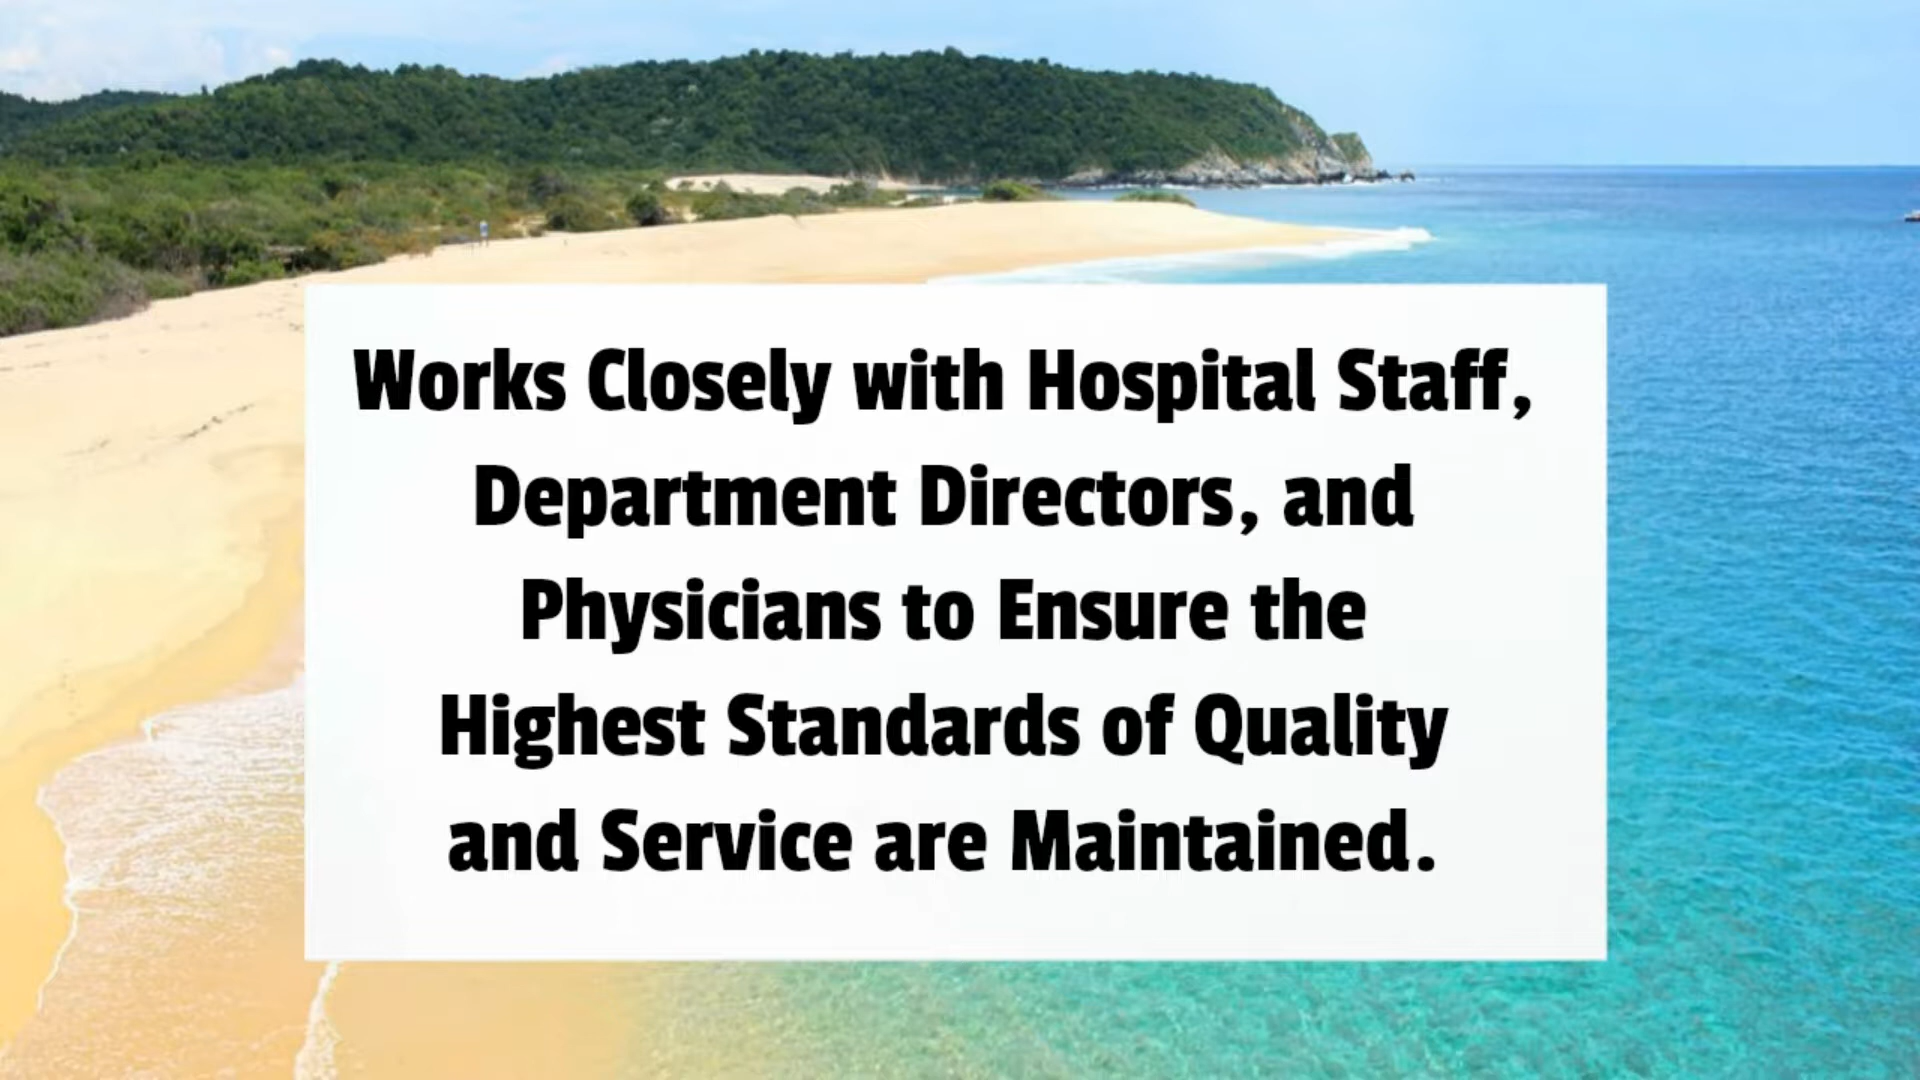 Works Closely with Hospital Staff,
Department Directors, and
Physicians to Ensure the
Highest Standards of Quality
and Service are Maintained.